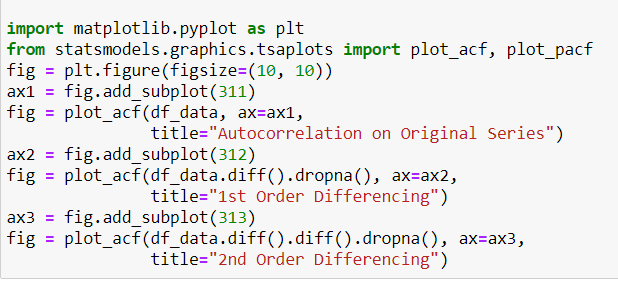 import matplotlib.pyplot as plt
from statsmodels.graphics.tsaplots import plot_acf, plot_pacf
fig = plt.figure(figsize=(10, 10))
ax1 = fig.add_subplot(311)
fig = plot_acf(df_data, ax=ax1,
title="Autocorrelation on Original Series")
ax2 = fig.add_subplot(312)
fig = plot_acf(df_data.diff().dropna(), ax=ax2,
title="1st Order Differencing")
ax3 = fig.add_subplot(313)
fig = plot_acf(df_data.diff().diff().dropna(), ax=ax3,
title="2nd Order Differencing")